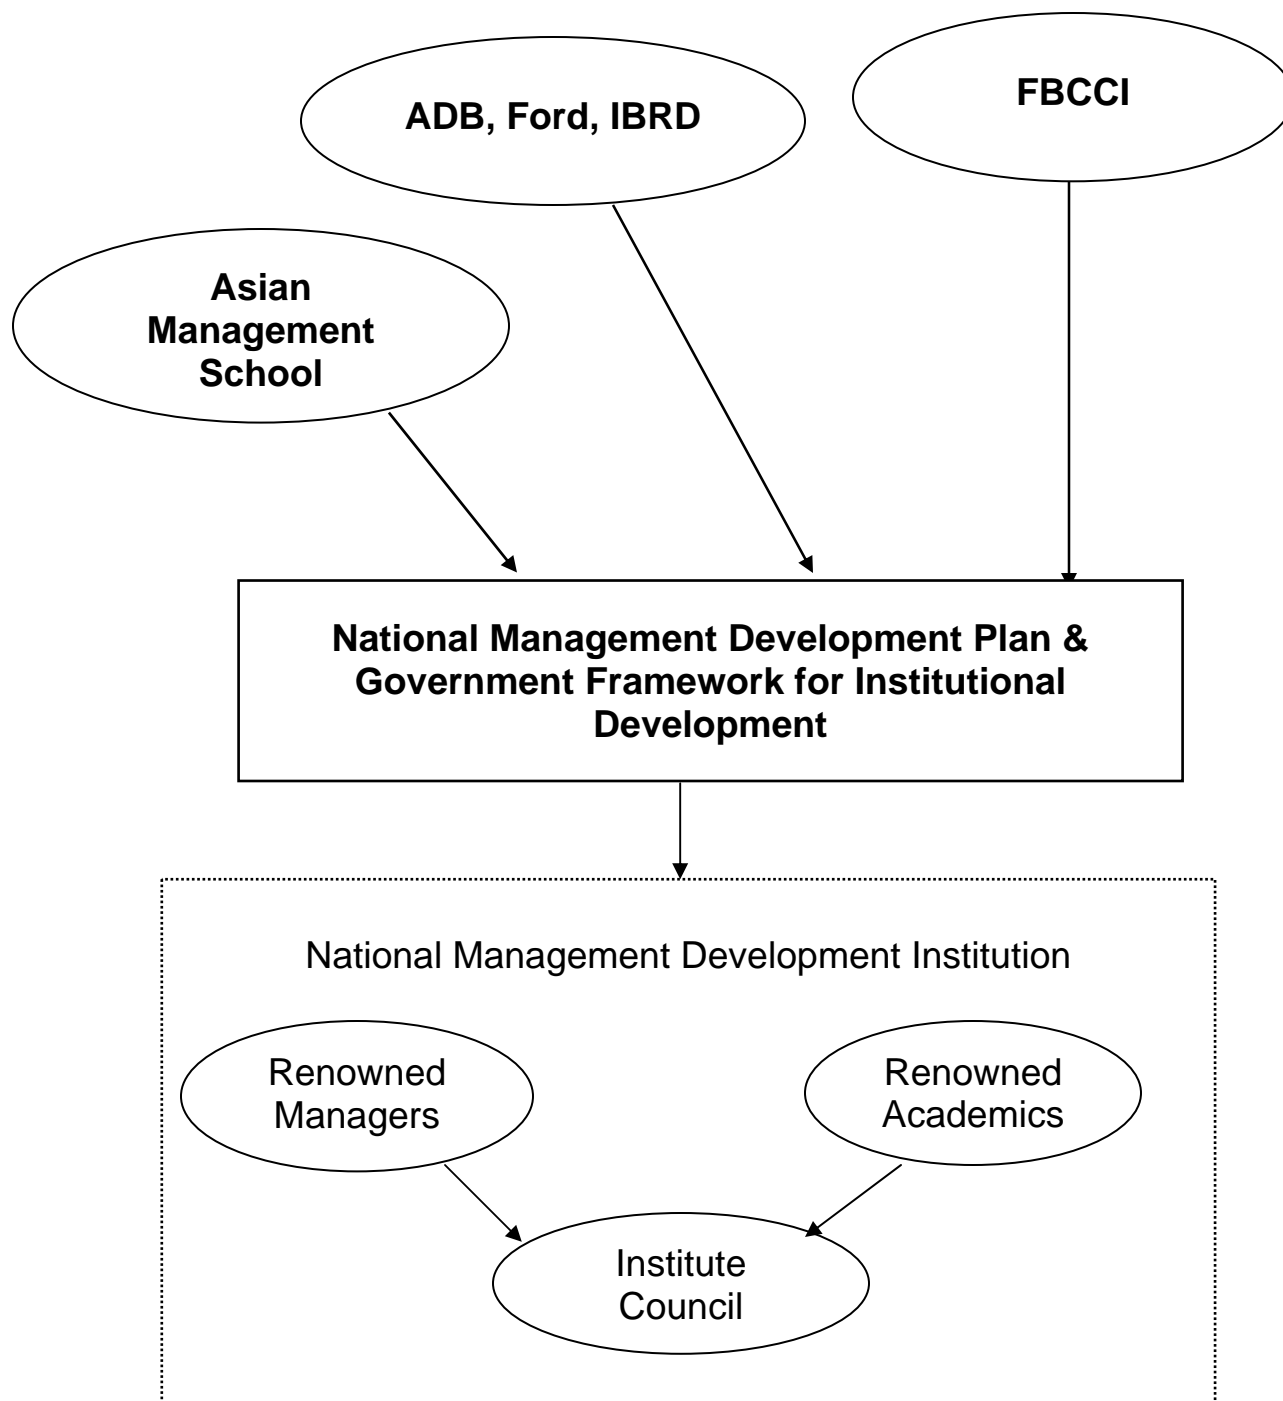 FBCCI
ADB, Ford, IBRD
Asian
Management
School
National Management Development Plan &
Government Framework for Institutional
Development
National Management Development Institution
Renowned
Managers
Renowned
Academics
Institute
Council